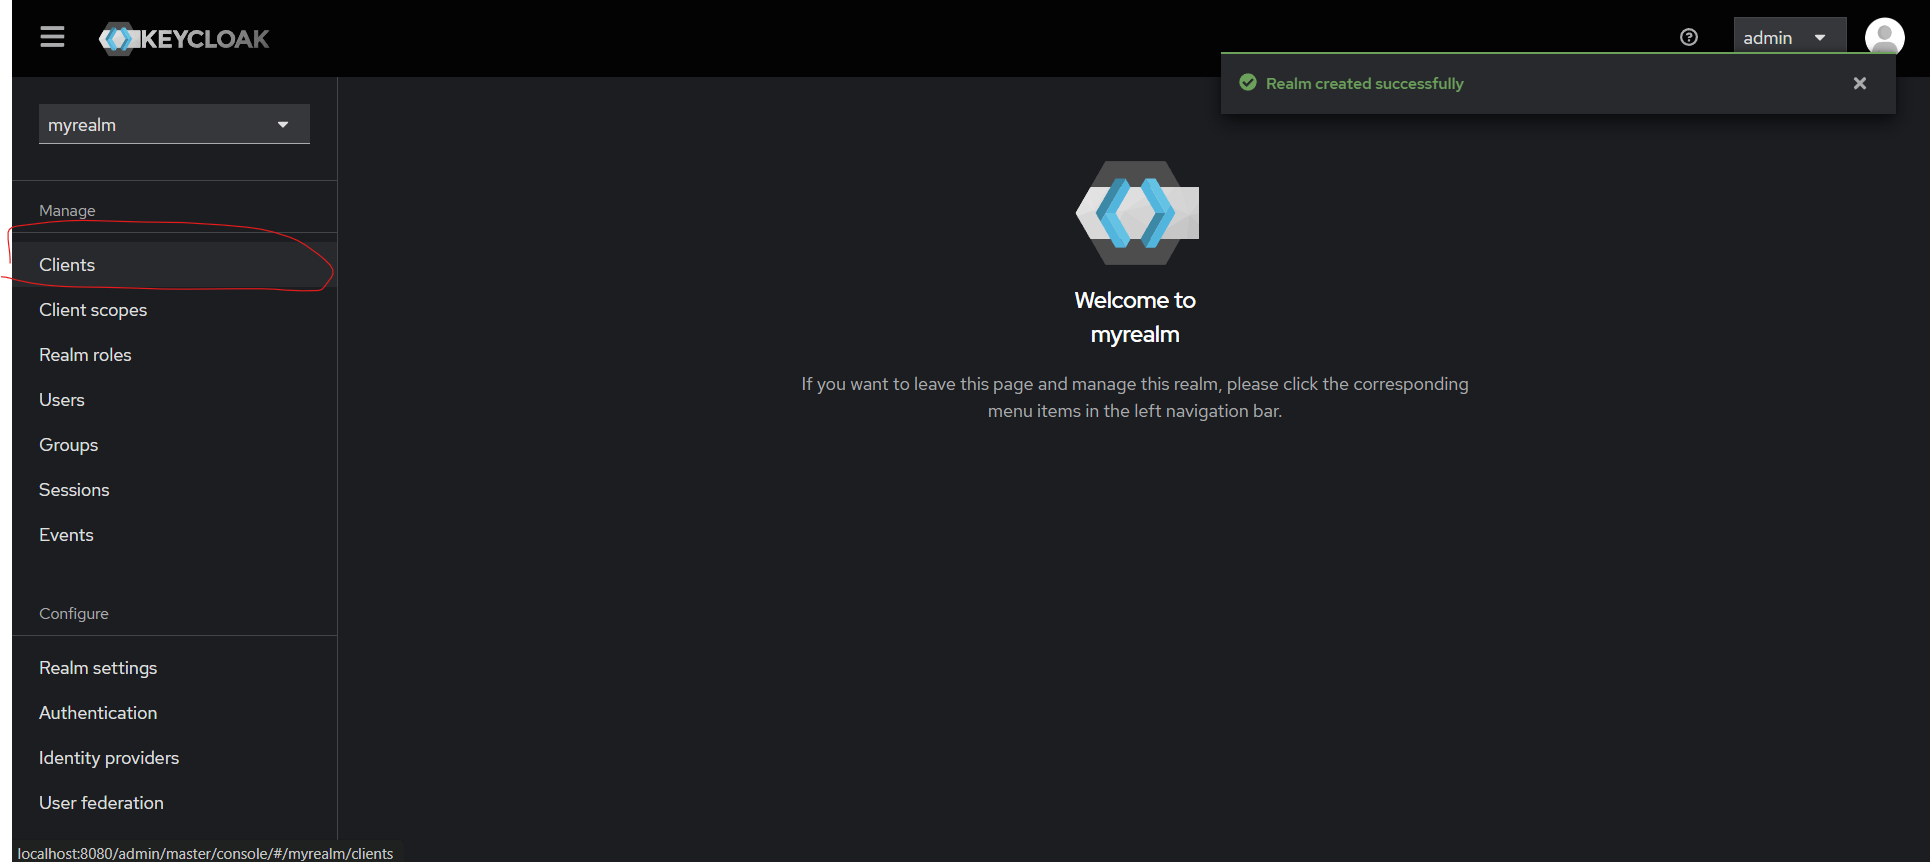 KEYCLOAK
admin
Realm created successfully
myrealm
Manage
Clients
Client scopes
Realm roles
Users
Groups
Sessions
Events
Configure
Realm settings
Authentication
Identity providers
User federation
Welcome to
myrealm
If you want to leave this page and manage this realm, please click the corresponding
menu items in the left navigation bar.
localhost:8080/admin/master/console/#/myrealm/clients